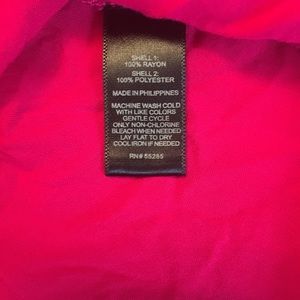 SHELL 1:
100% RAYON
SHELL 2:
100% POLYESTER
MADE IN PHILIPPINES
MACHINE WASH COLD
WITH LIKE COLORS
GENTLE CYCLE
ONLY NON-CHLORINE
BLEACH WHEN NEEDED
LAY FLAT TO DRY
COOL IRON IF NEEDED
RN# 55285